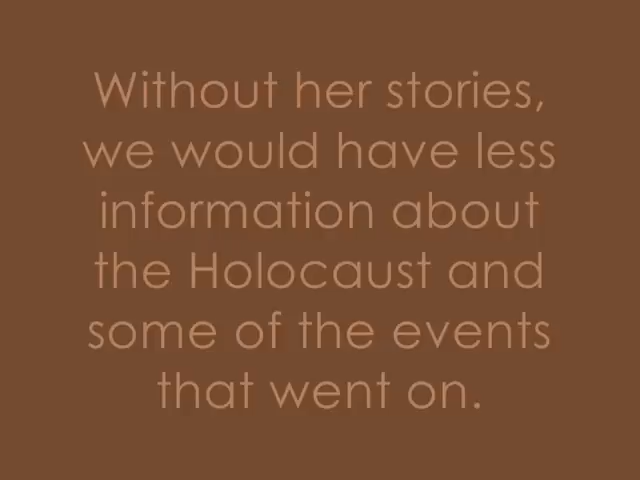 Without her stories,
we would have less
information about
the Holocaust and
some of the events
that went on.